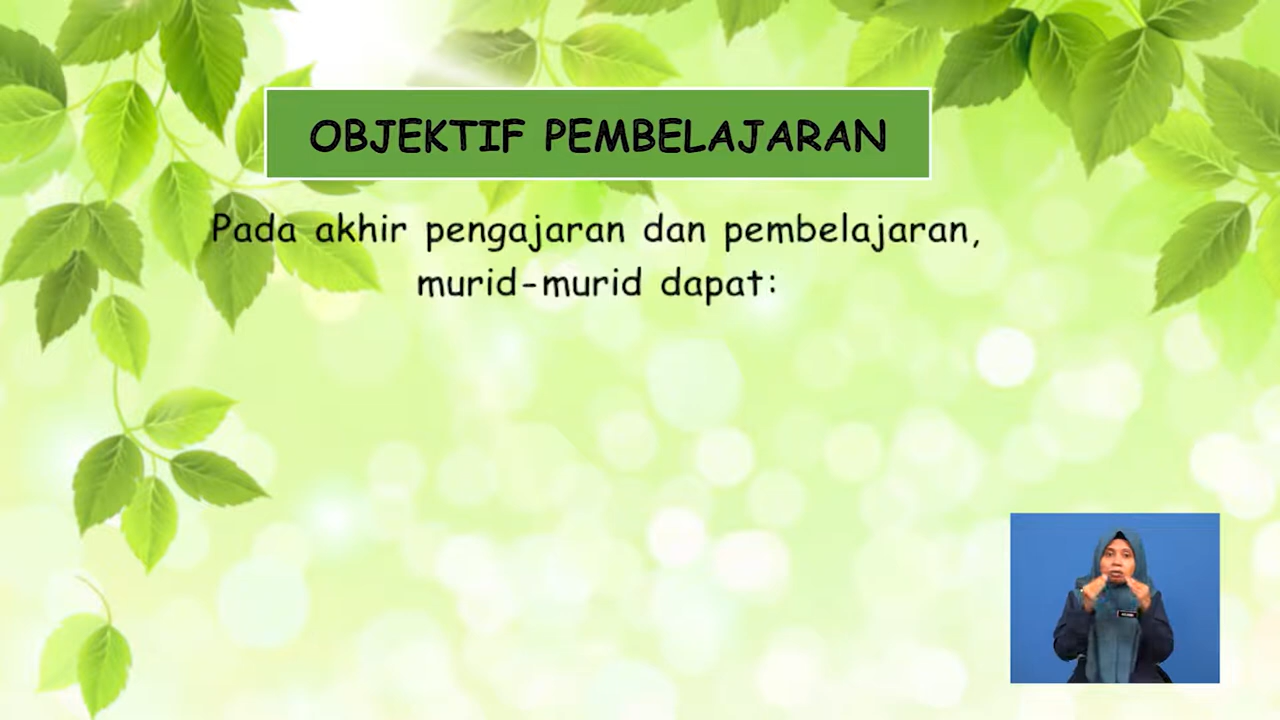 OBJEKTIF PEMBELAJARAN
Pada akhir pengajaran dan pembelajaran,
murid-murid dapat: